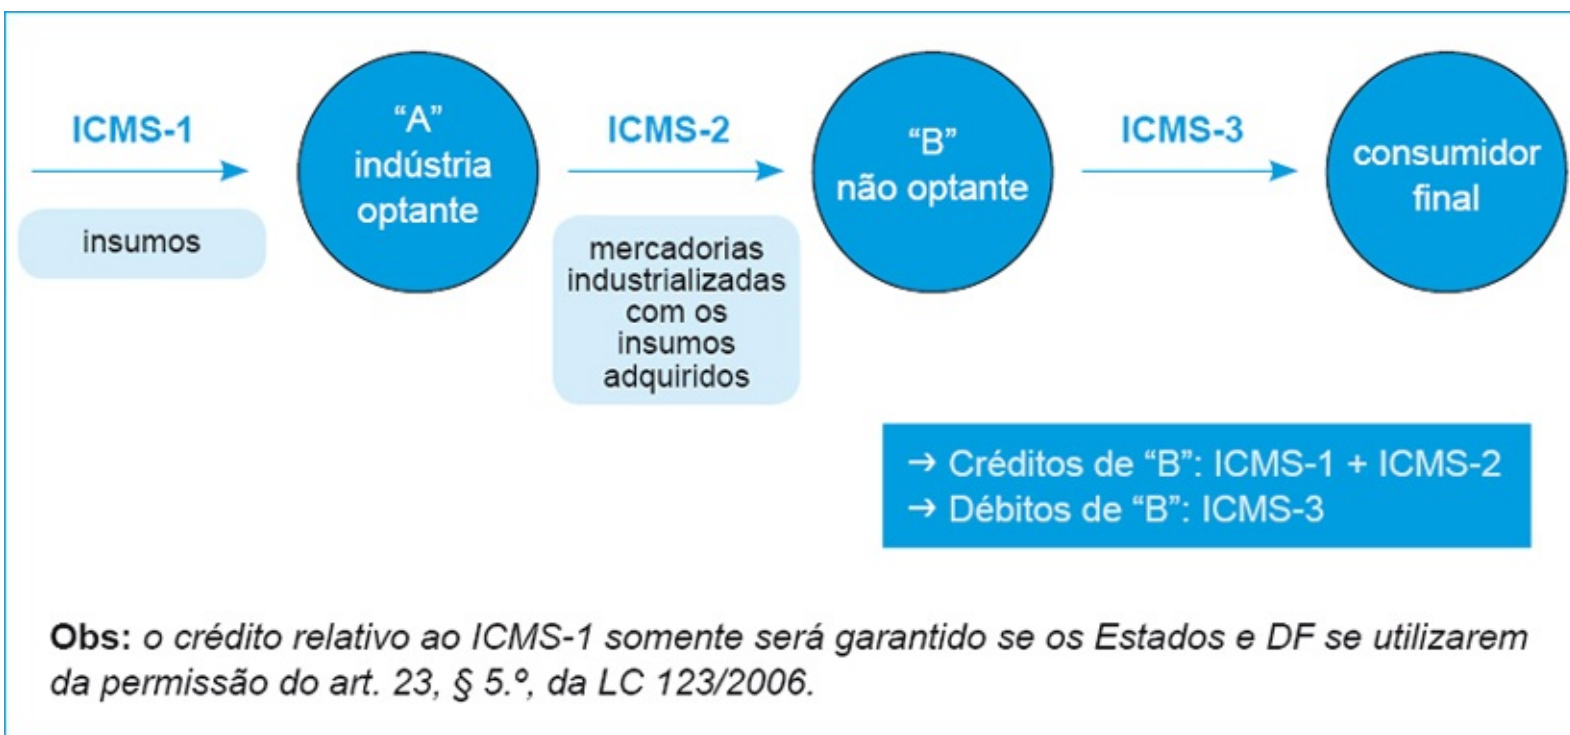 ICMS-1
insumos
“A”
indústria
optante
ICMS-2
mercadorias
industrializadas
com os
insumos
adquiridos
“B”
não optante
ICMS-3
consumidor
final
→ Créditos de “B”: ICMS-1 + ICMS-2
→ Débitos de “B”: ICMS-3
Obs: o crédito relativo ao ICMS-1 somente será garantido se os Estados e DF se utilizarem
da permissão do art. 23, § 5.º, da LC 123/2006.